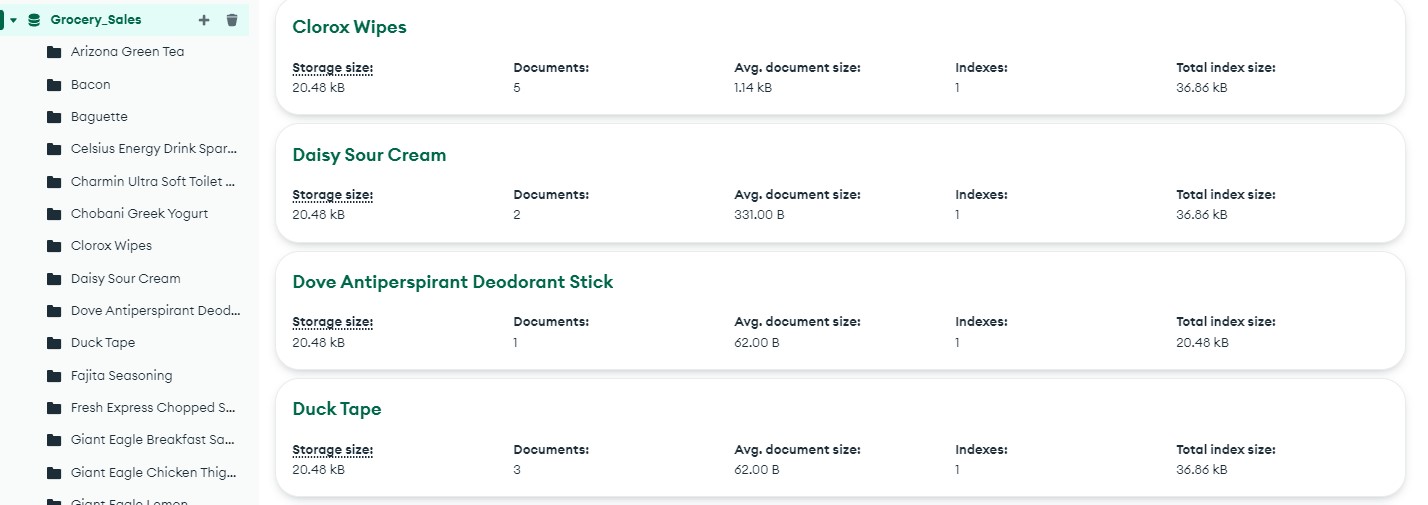 Grocery_Sales
Arizona Green Tea
Bacon
Baguette
Celsius Energy Drink Spar...
Charmin Ultra Soft Toilet ...
Chobani Greek Yogurt
Clorox Wipes
Daisy Sour Cream
Dove Antiperspirant Deod...
Duck Tape
Fajita Seasoning
Fresh Express Chopped S...
Giant Eagle Breakfast Sa...
Giant Eagle Chicken Thig...
Giant Eagle Lemon
Clorox Wipes
Storage size: Documents: Avg. document size: Indexes: Total index size:
20.48 kB 5 1.14 kB 1 36.86 kB
Daisy Sour Cream
Storage size: Documents: Avg. document size: Indexes: Total index size:
20.48 kB 2 331.00 B 1 36.86 kB
Dove Antiperspirant Deodorant Stick
Storage size: Documents: Avg. document size: Indexes: Total index size:
20.48 kB 1 62.00 B 1 20.48 kB
Duck Tape
Storage size: Documents: Avg. document size: Indexes: Total index size:
20.48 kB 3 62.00 B 1 36.86 kB